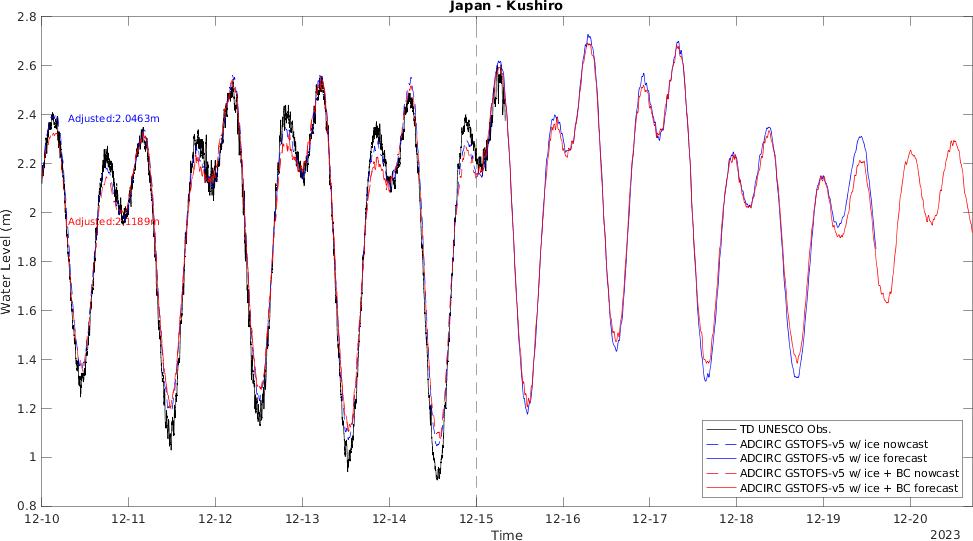 Japan - Kushiro
2.8
2.6
2.4
2.2
2
1.8
1.6
1.4
1.2
1
0.8
Water Level (m)
Adjusted:2.0463m
Adjusted:2.1189m
TD UNESCO Obs.
ADCIRC GSTOFS-v5 w/ ice nowcast
ADCIRC GSTOFS-v5 w/ ice forecast
ADCIRC GSTOFS-v5 w/ ice + BC nowcast
ADCIRC GSTOFS-v5 w/ ice + BC forecast
12-10 12-11 12-12 12-13 12-14 12-15 12-16 12-17 12-18 12-19 12-20
Time
2023